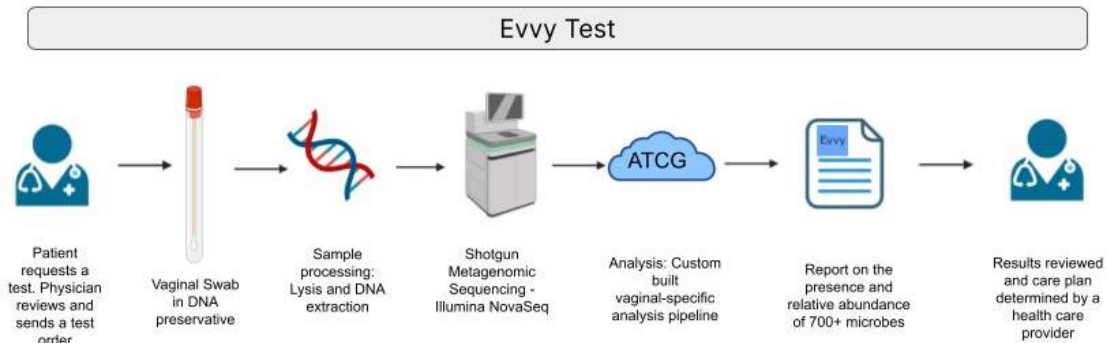 Evvy Test
ATCG
Evvy
Patient
requests a
test. Physician
reviews and
sends a test
order
Vaginal Swab
in DNA
preservative
Sample
processing:
Lysis and DNA
extraction
Shotgun
Metagenomic
Sequencing -
Illumina NovaSeq
Analysis: Custom
built
vaginal-specific
analysis pipeline
Report on the
presence and
relative abundance
of 700+ microbes
Results reviewed
and care plan
determined by a
health care
provider